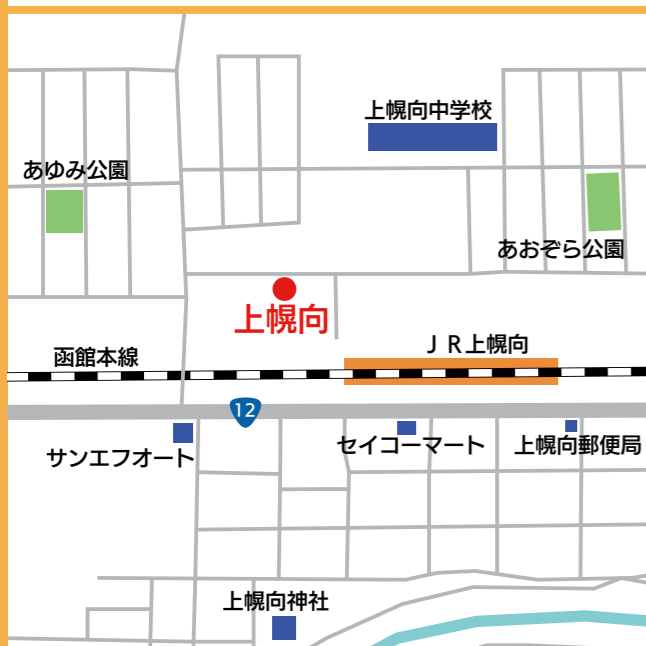 上幌向中学校
あゆみ公園
あおぞら公園
上幌向
ＪＲ上幌向
函館本線
12
セイコーマート
上幌向郵便局
サンエフオート
上幌向神社